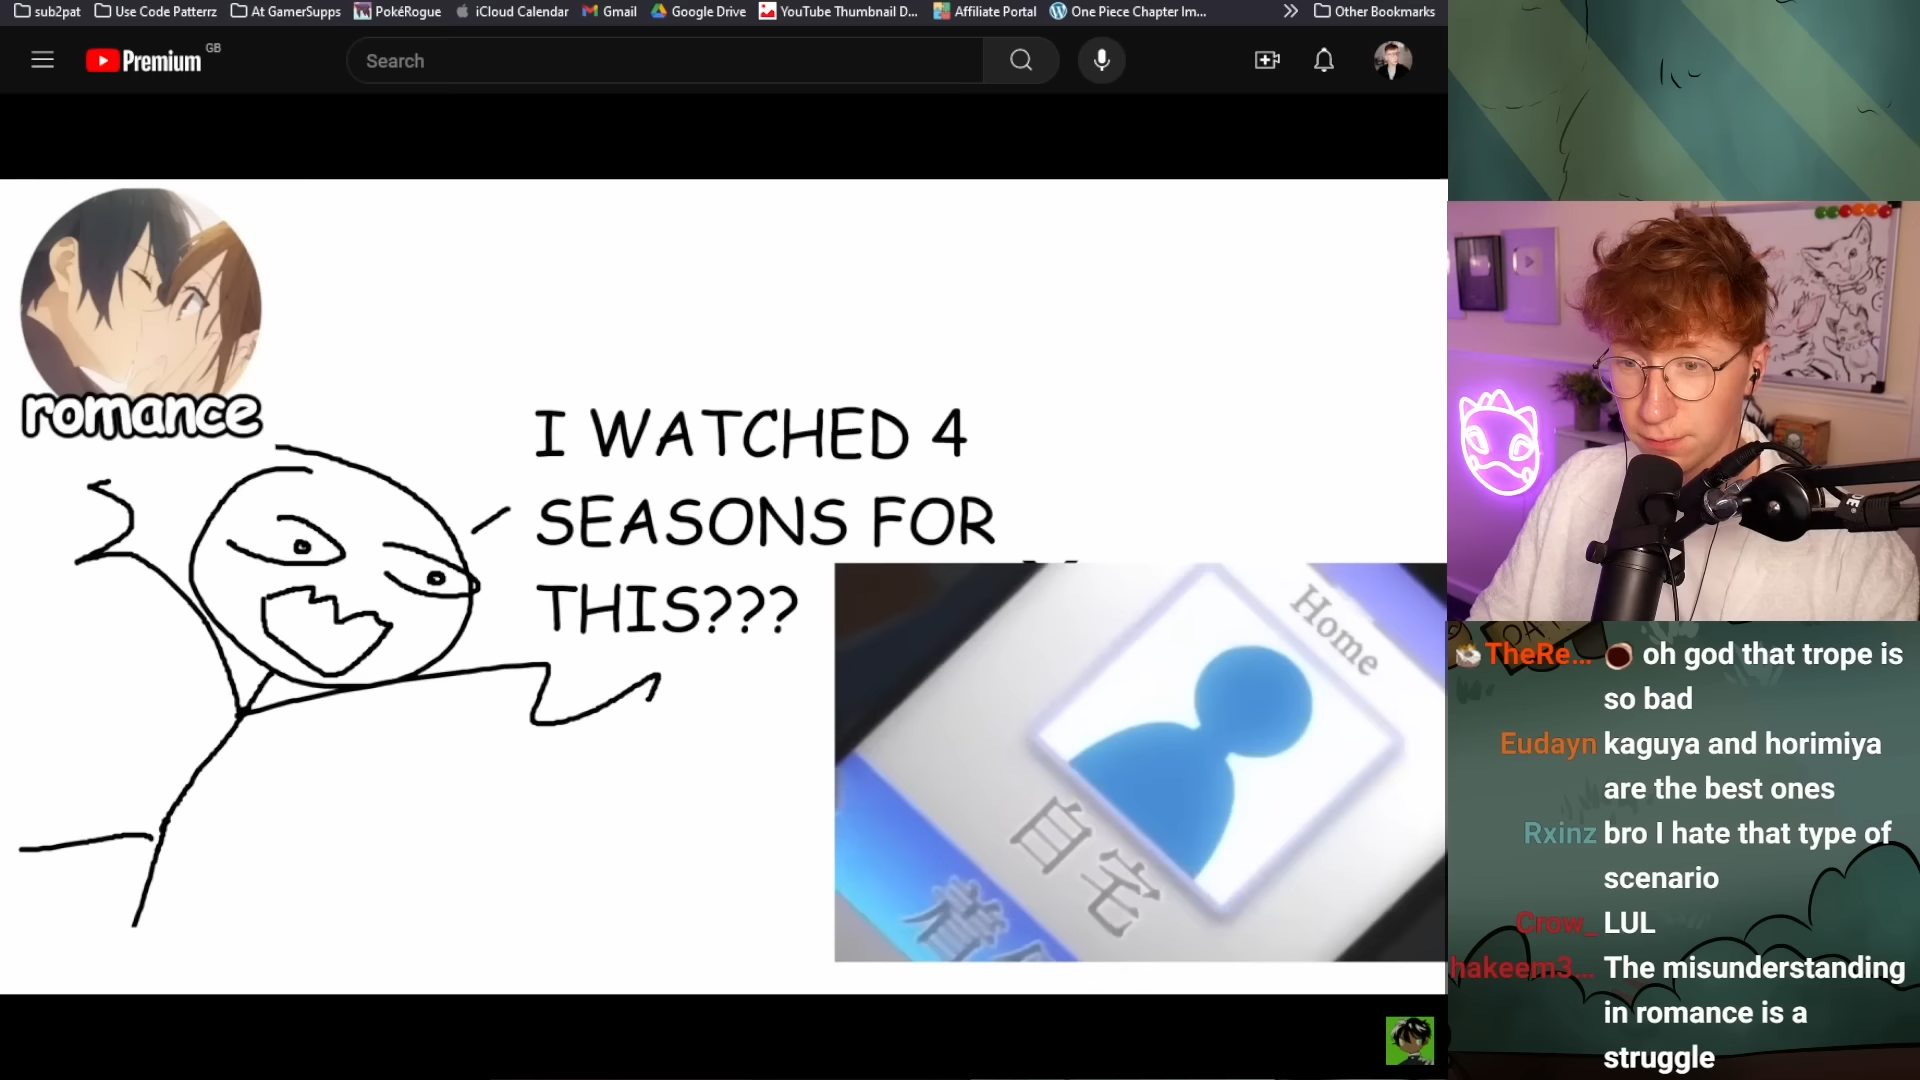 sub2pat
Use Code Patterrz
At GamerSupps
PokéRogue
iCloud Calendar
Gmail
Google Drive
YouTube Thumbnail D...
Affiliate Portal
One Piece Chapter Im...
Other Bookmarks
Premium
GB
Search
romance
I WATCHED 4
SEASONS FOR
THIS???
Home
自宅
TheRe...
oh god that trope is
so bad
Eudayn
kaguya and horimiya
are the best ones
Rxinz
bro I hate that type of
scenario
Crow_
LUL
hakeem3...
The misunderstanding
in romance is a
struggle